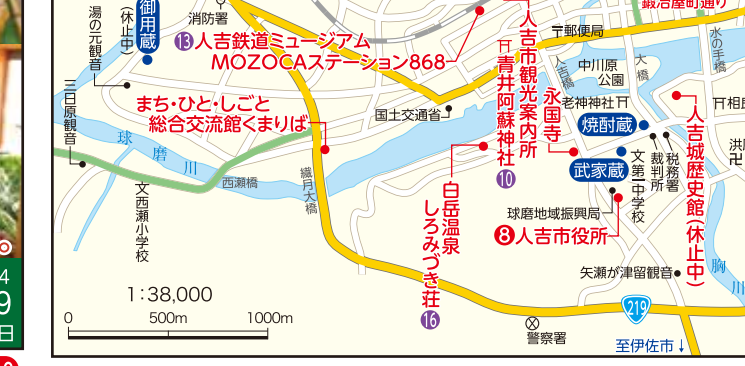 湯の元観音
(休止中)
御用蔵
消防署
⑬人吉鉄道ミュージアム
MOZOCAステーション868
人吉市観光案内所
〒郵便局
鍛冶屋町通り
水の手橋
大橋
人吉橋
中川原
公園
三日原観音
まち・ひと・しごと
総合交流館くまりば
国土交通省
青井阿蘇神社
⑩
永国寺
老神神社
焼酎蔵
武家蔵
人吉城歴史館(休止中)
税務署
裁判所
文 第一中学校
球磨川
西瀬橋
繊月大橋
文 西瀬小学校
白岳温泉
しろみづき荘
⑯
球磨地域振興局
❽人吉市役所
矢瀬が津留観音
胸川
1:38,000
0
500m
1000m
219
警察署
至伊佐市↓
4
9
日